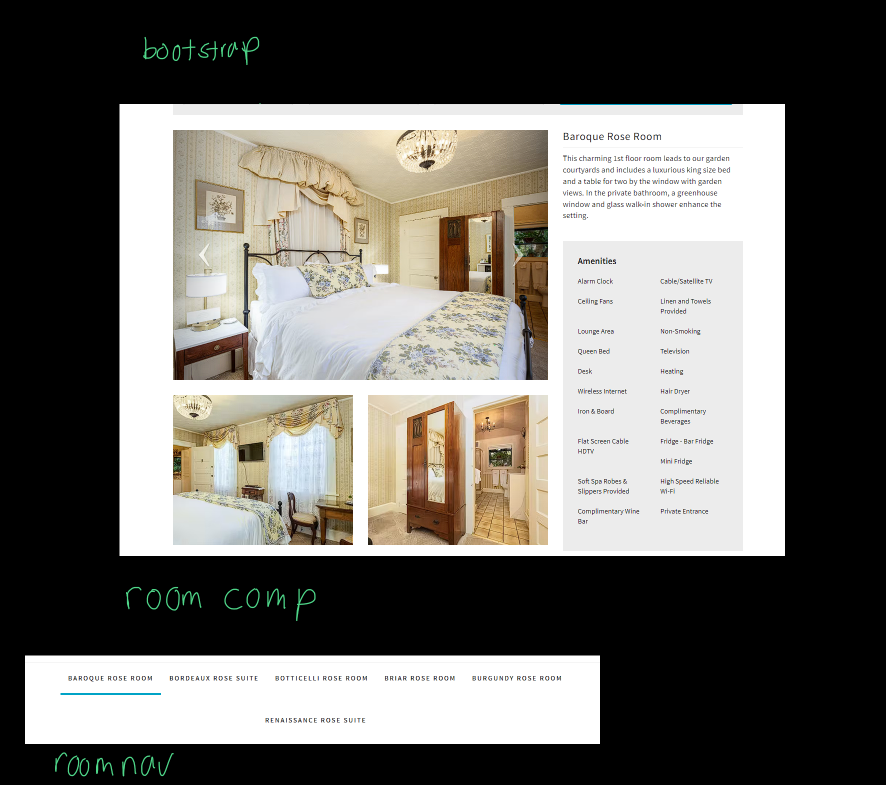 bootstrap
Baroque Rose Room
This charming 1st floor room leads to our garden
courtyards and includes a luxurious king size bed
and a table for two by the window with garden
views. In the private bathroom, a greenhouse
window and glass walk-in shower enhance the
setting.
Amenities
Alarm Clock
Cable/Satellite TV
Ceiling Fans
Linen and Towels
Provided
Lounge Area
Non-Smoking
Queen Bed
Television
Desk
Heating
Wireless Internet
Hair Dryer
Iron & Board
Complimentary
Beverages
Flat Screen Cable
HDTV
Fridge - Bar Fridge
Mini Fridge
Soft Spa Robes &
Slippers Provided
High Speed Reliable
Wi-Fi
Complimentary Wine
Bar
Private Entrance
room comp
BAROQUE ROSE ROOM BORDEAUX ROSE SUITE BOTTICELLI ROSE ROOM BRIAR ROSE ROOM BURGUNDY ROSE ROOM
RENAISSANCE ROSE SUITE
roomnav